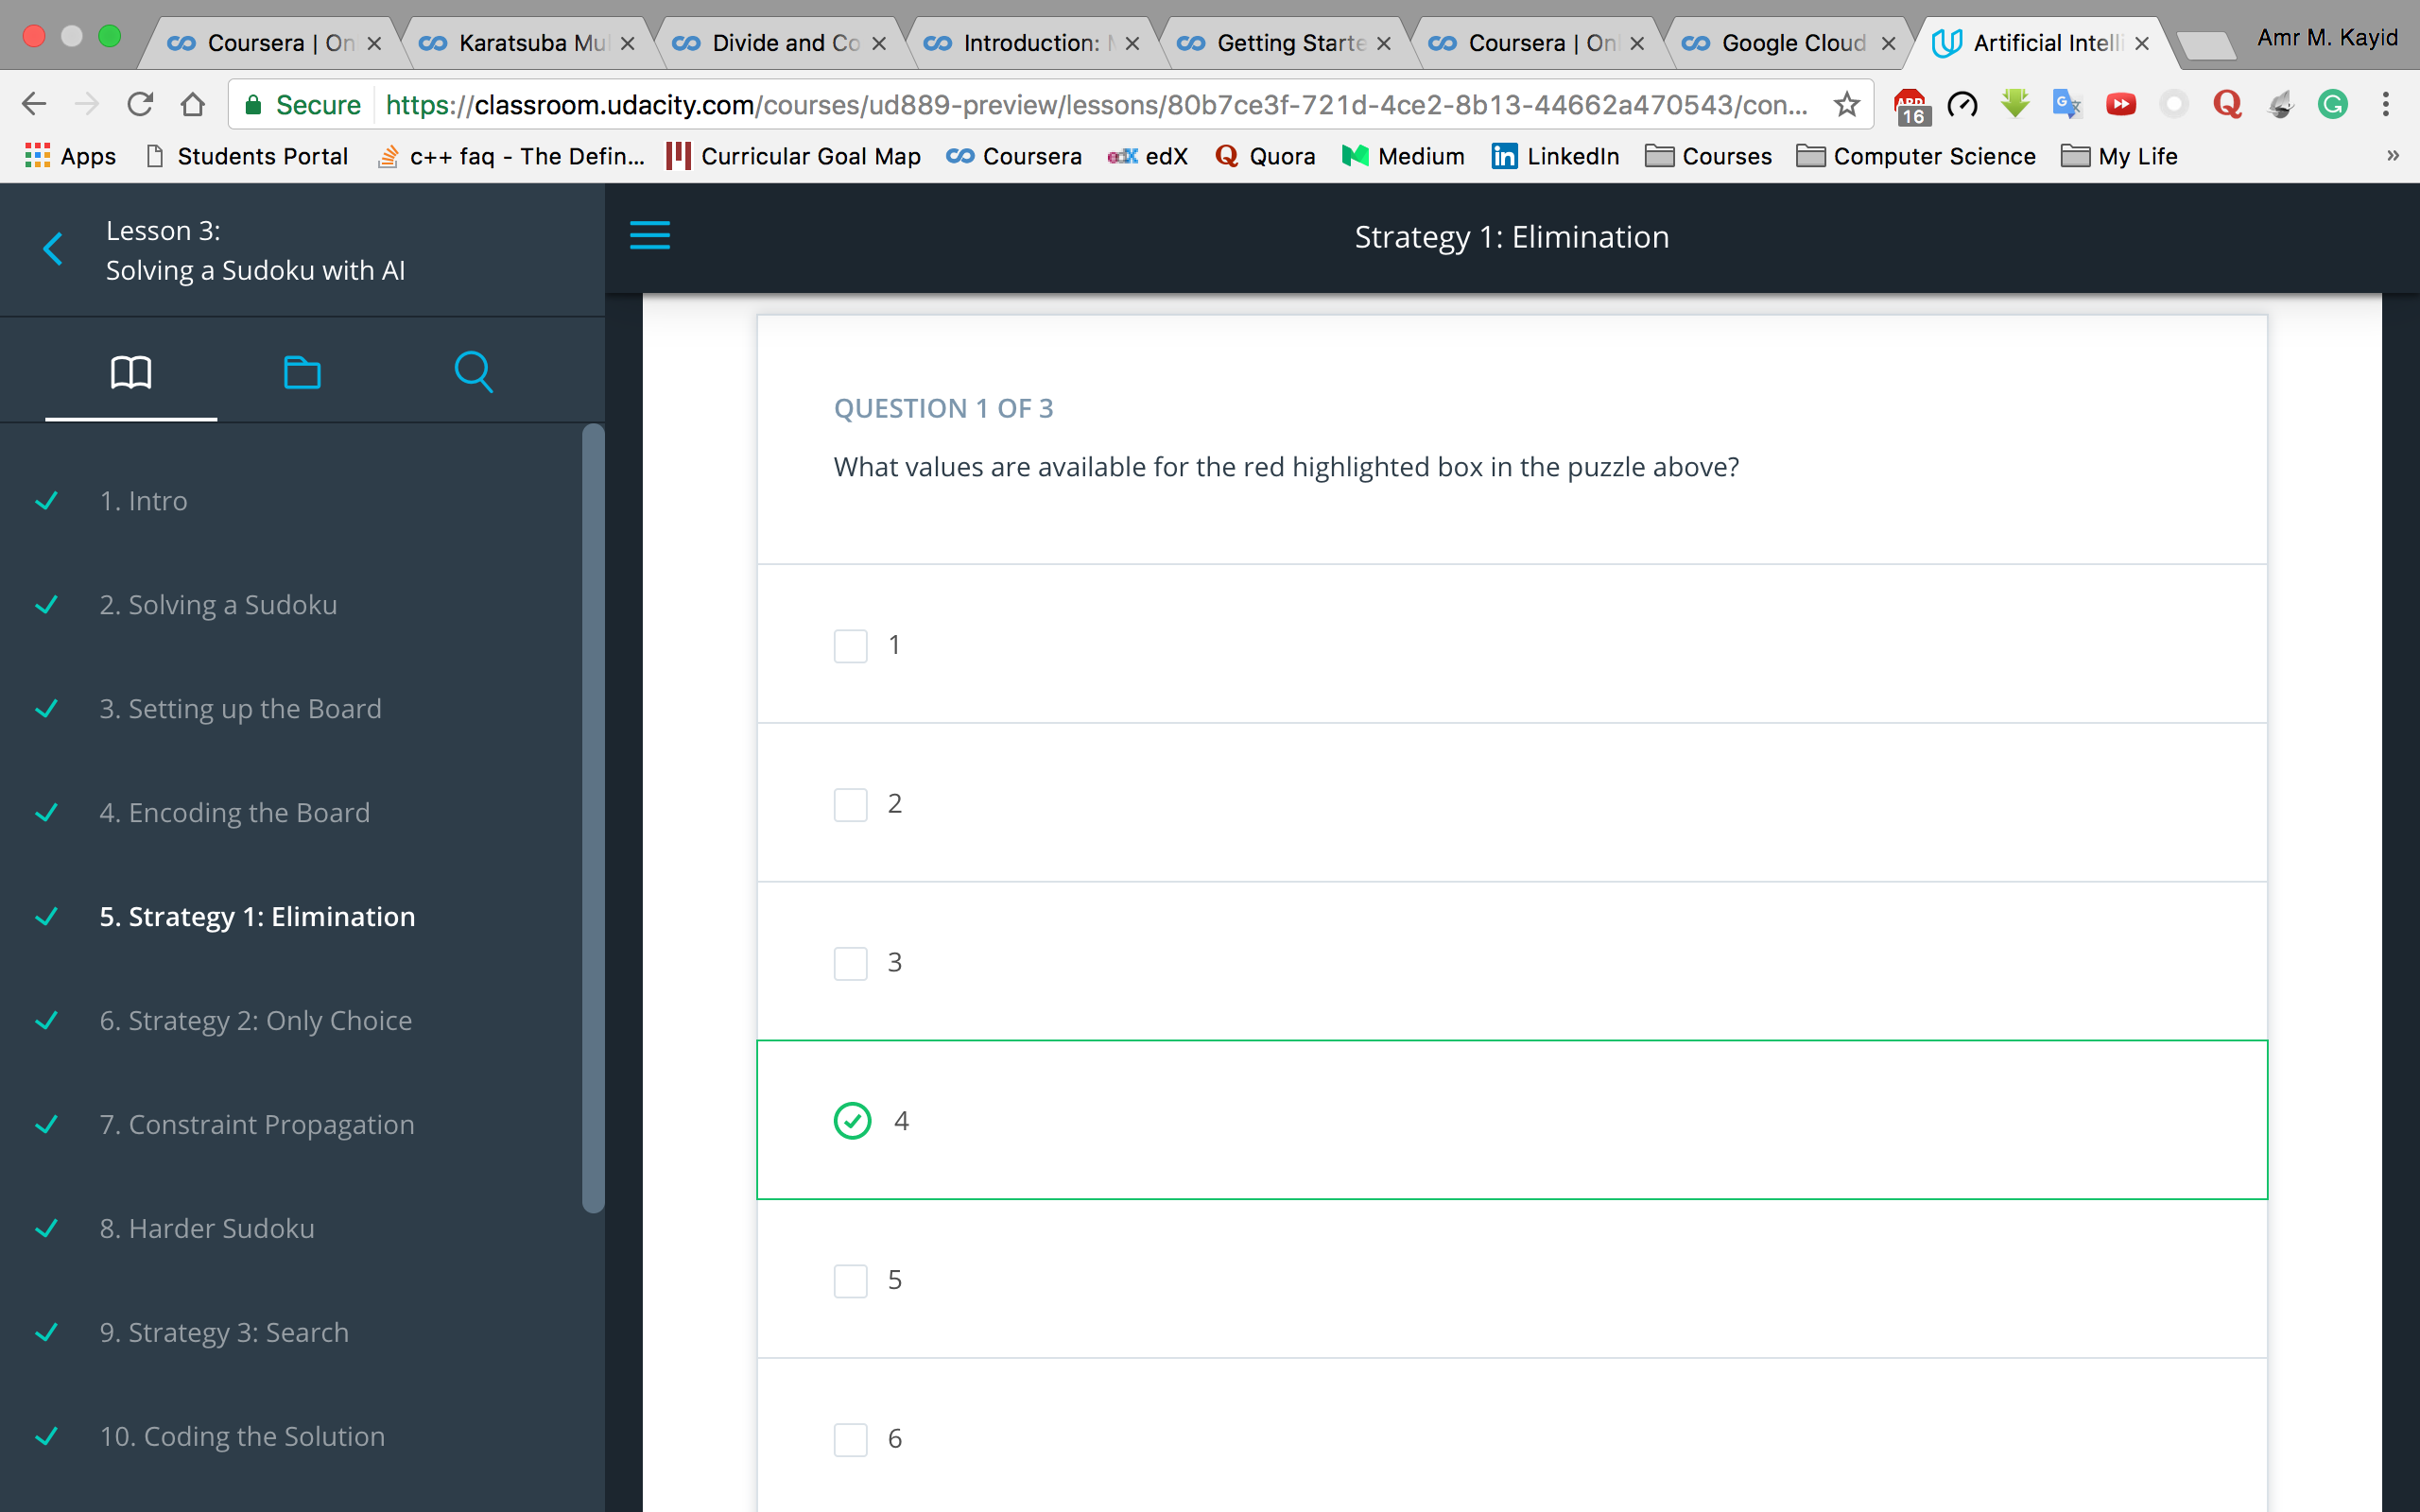 Coursera | On
Karatsuba Mul
Divide and Co
Introduction: M
Getting Starte
Coursera | Onl
Google Cloud
Artificial Intelli
Amr M. Kayid
Secure
https://classroom.udacity.com/courses/ud889-preview/lessons/80b7ce3f-721d-4ce2-8b13-44662a470543/con...
ABP
16
Apps
Students Portal
c++ faq - The Defin...
Curricular Goal Map
Coursera
edX
edX
Quora
Medium
in
LinkedIn
Courses
Computer Science
My Life
»
Lesson 3:
Solving a Sudoku with AI
Strategy 1: Elimination
1. Intro
2. Solving a Sudoku
3. Setting up the Board
4. Encoding the Board
5. Strategy 1: Elimination
6. Strategy 2: Only Choice
7. Constraint Propagation
8. Harder Sudoku
9. Strategy 3: Search
10. Coding the Solution
QUESTION 1 OF 3
What values are available for the red highlighted box in the puzzle above?
1
2
3
4
5
6